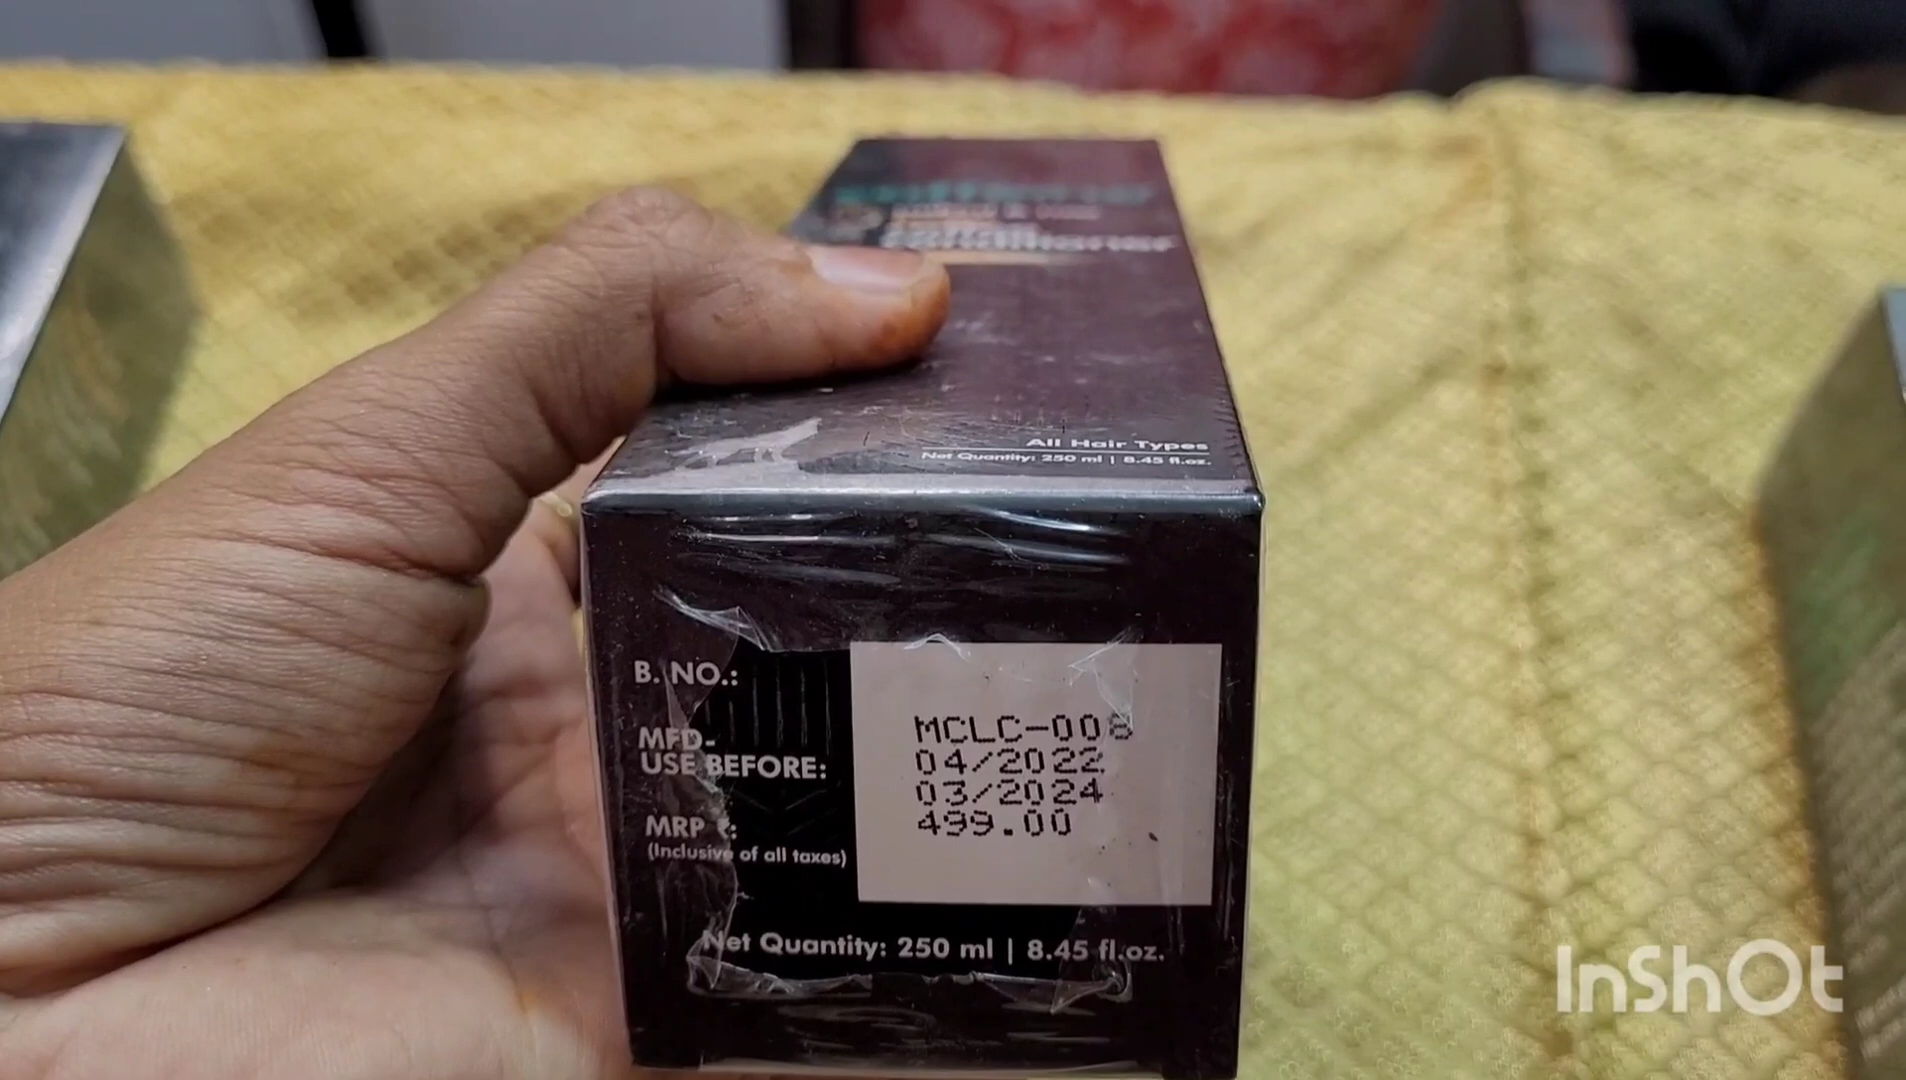 conditioner
All Hair Types
Net Quantity: 250 ml | 8.45 fl.oz.
B. NO.:
MCLC-008
MFD-
04/2022
USE BEFORE:
03/2024
MRP ₹:
499.00
(Inclusive of all taxes)
Net Quantity: 250 ml | 8.45 fl.oz.
InShOt